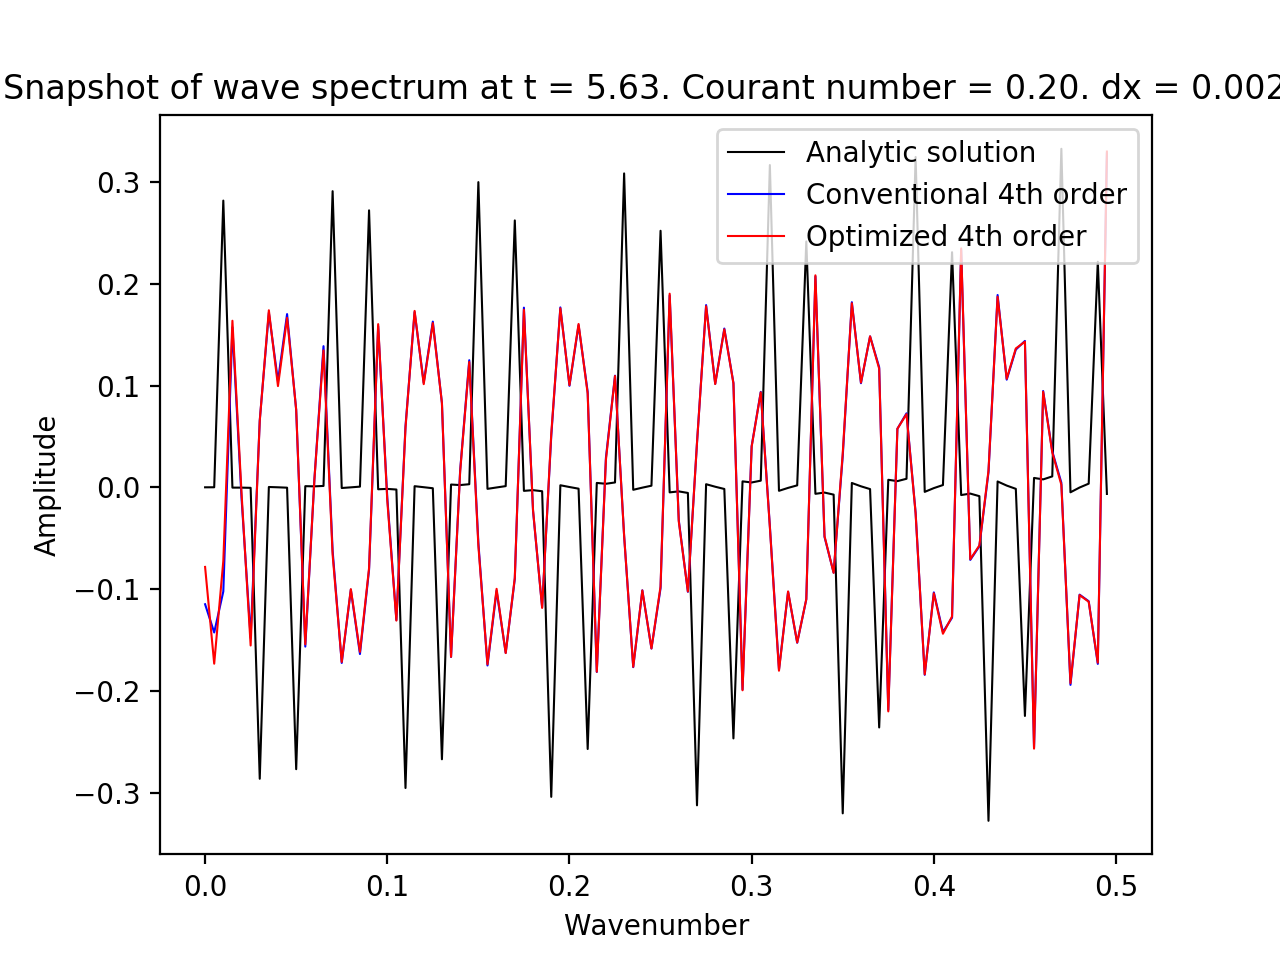 Snapshot of wave spectrum at t = 5.63. Courant number = 0.20. dx = 0.002
Analytic solution
Conventional 4th order
Optimized 4th order
Amplitude
0.3
0.2
0.1
0.0
−0.1
−0.2
−0.3
0.0 0.1 0.2 0.3 0.4 0.5
Wavenumber